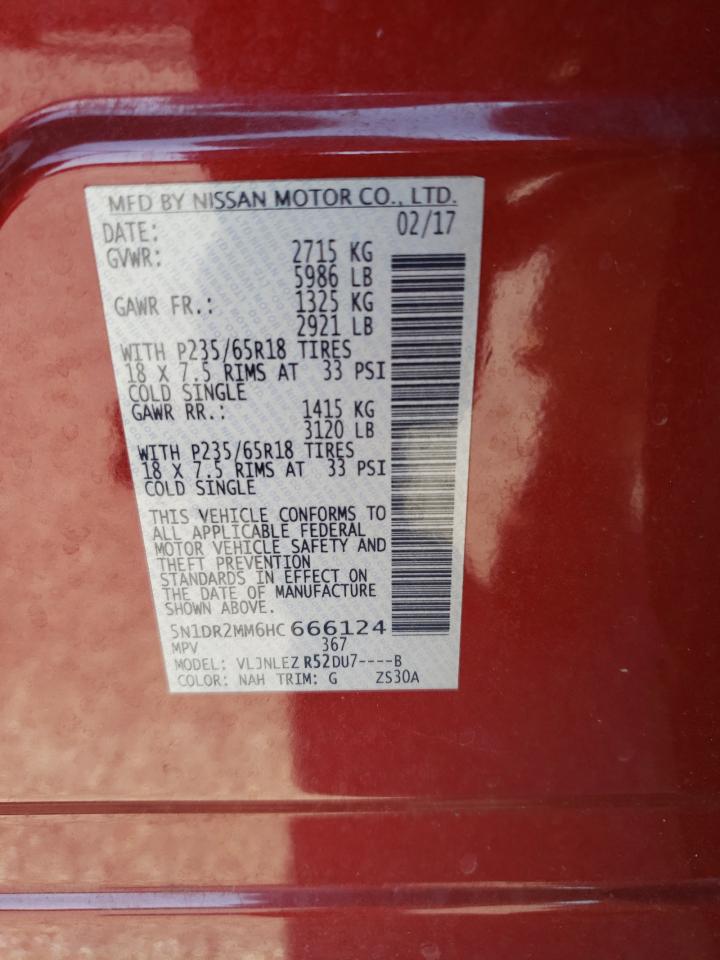 MFD BY NISSAN MOTOR CO., LTD.
DATE: 02/17
GVWR: 2715 KG
5986 LB
GAWR FR.: 1325 KG
2921 LB
WITH P235/65R18 TIRES
18 X 7.5 RIMS AT 33 PSI
COLD SINGLE
GAWR RR.: 1415 KG
3120 LB
WITH P235/65R18 TIRES
18 X 7.5 RIMS AT 33 PSI
COLD SINGLE
THIS VEHICLE CONFORMS TO
ALL APPLICABLE FEDERAL
MOTOR VEHICLE SAFETY AND
THEFT PREVENTION
STANDARDS IN EFFECT ON
THE DATE OF MANUFACTURE
SHOWN ABOVE.
5N1DR2MM6HC666124
MPV 367
MODEL: VLJNLEZ R52DU7----B
COLOR: NAH TRIM: G ZS30A